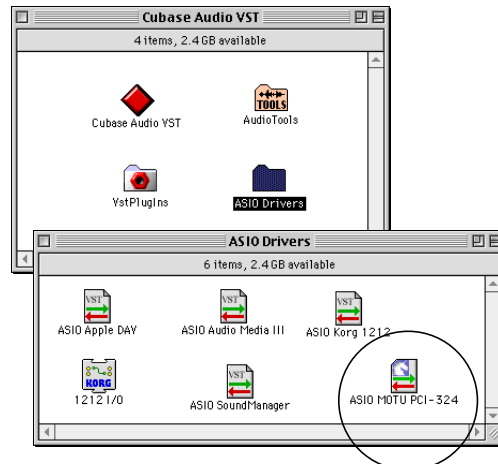 Cubase Audio VST
4 items, 2.4 GB available
Cubase Audio VST
TOOLS
AudioTools
VstPlugIns
ASIO Drivers
ASIO Drivers
6 items, 2.4 GB available
VST
ASIO Apple DAV
VST
ASIO Audio Media III
VST
ASIO Korg 1212
KORG
1212 I/O
VST
ASIO SoundManager
ASIO MOTU PCI-324